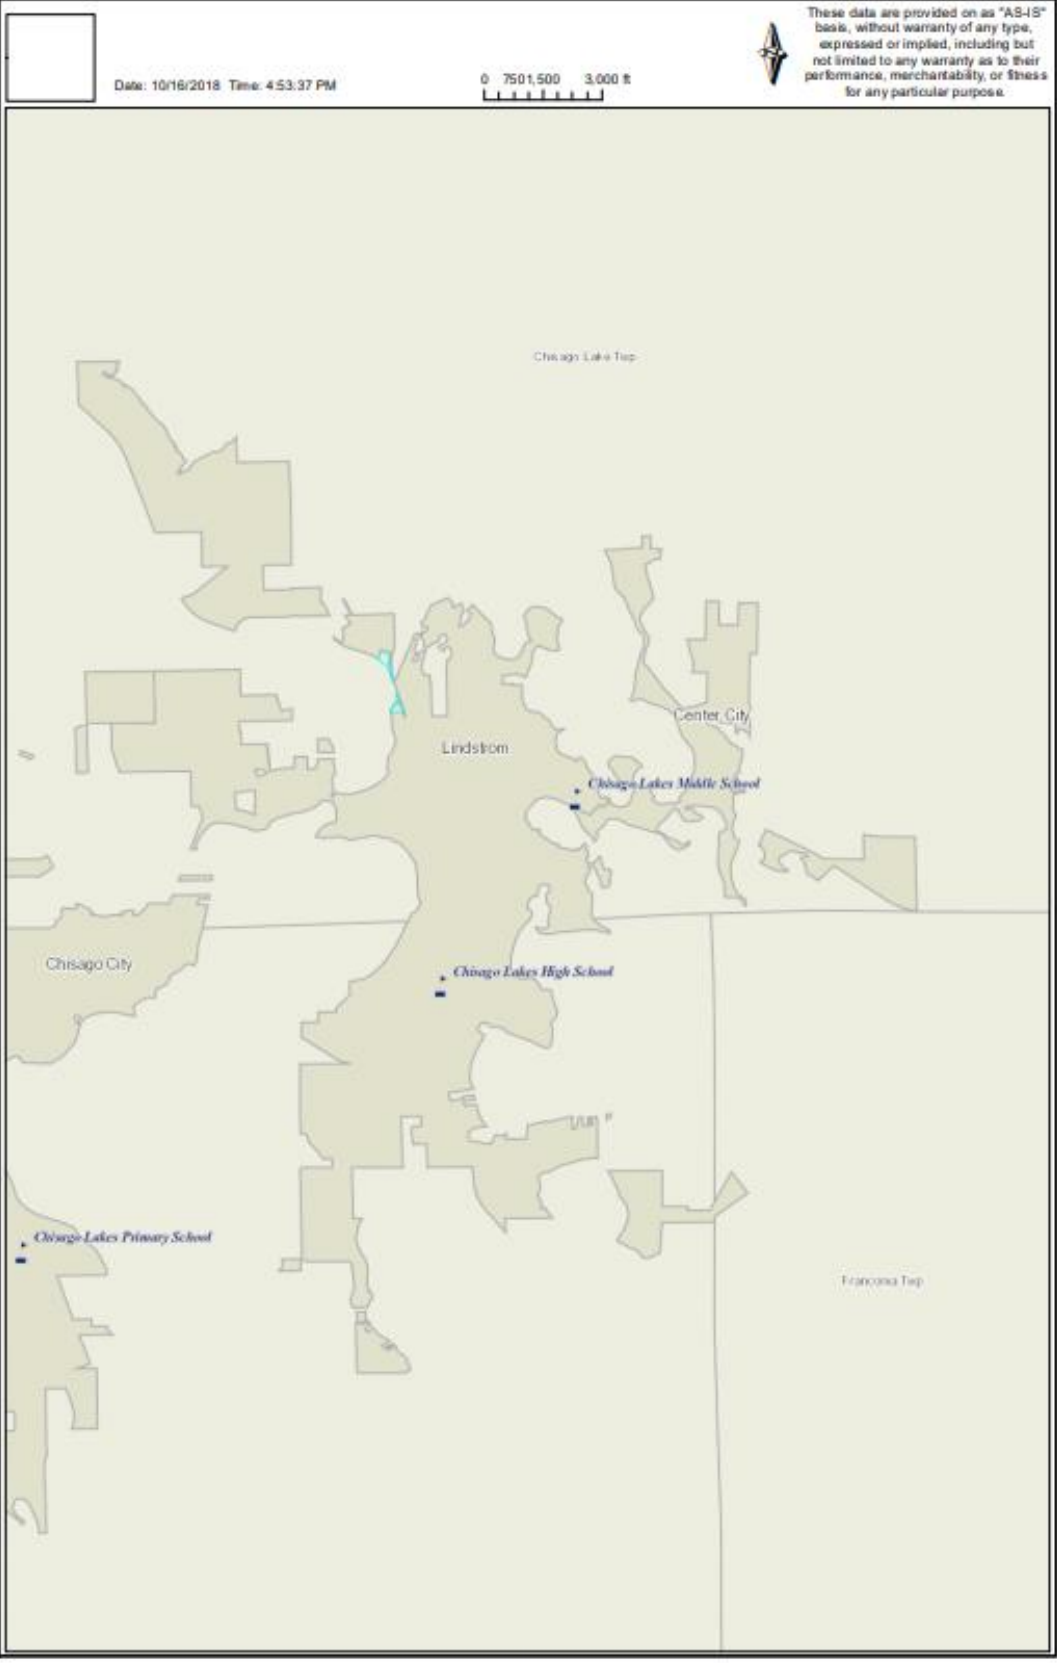 These data are provided on as "AS-IS"
basis, without warranty of any type,
expressed or implied, including but
not limited to any warranty as to their
performance, merchantability, or fitness
for any particular purpose.
Date: 10/16/2018 Time: 4:53:37 PM
0 750 1,500 3,000 ft
Chisago Lake Twp
Center City
Lindstrom
Chisago Lakes Middle School
Chisago City
Chisago Lakes High School
Chisago Lakes Primary School
Franconia Twp